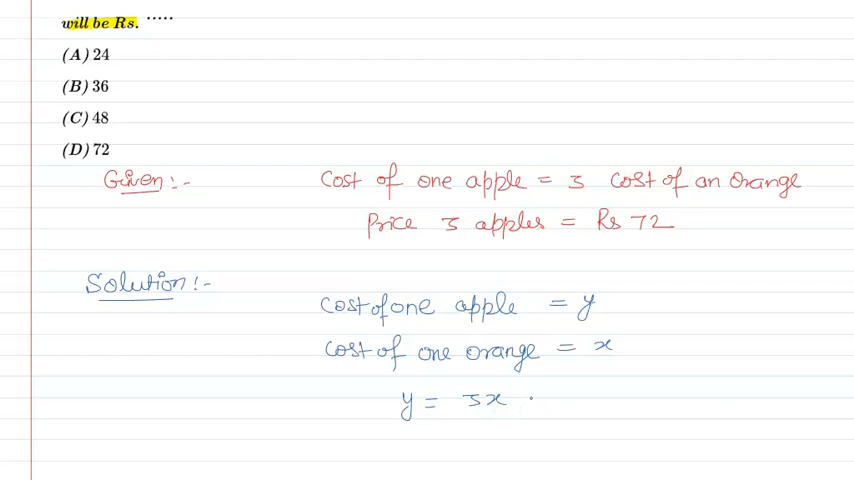 will be Rs. .....
(A) 24
(B) 36
(C) 48
(D) 72
Given :- Cost of one apple = 3 cost of an orange
Price 3 apples = Rs 72
Solution :-
cost of one apple = y
cost of one orange = x
y = 3x